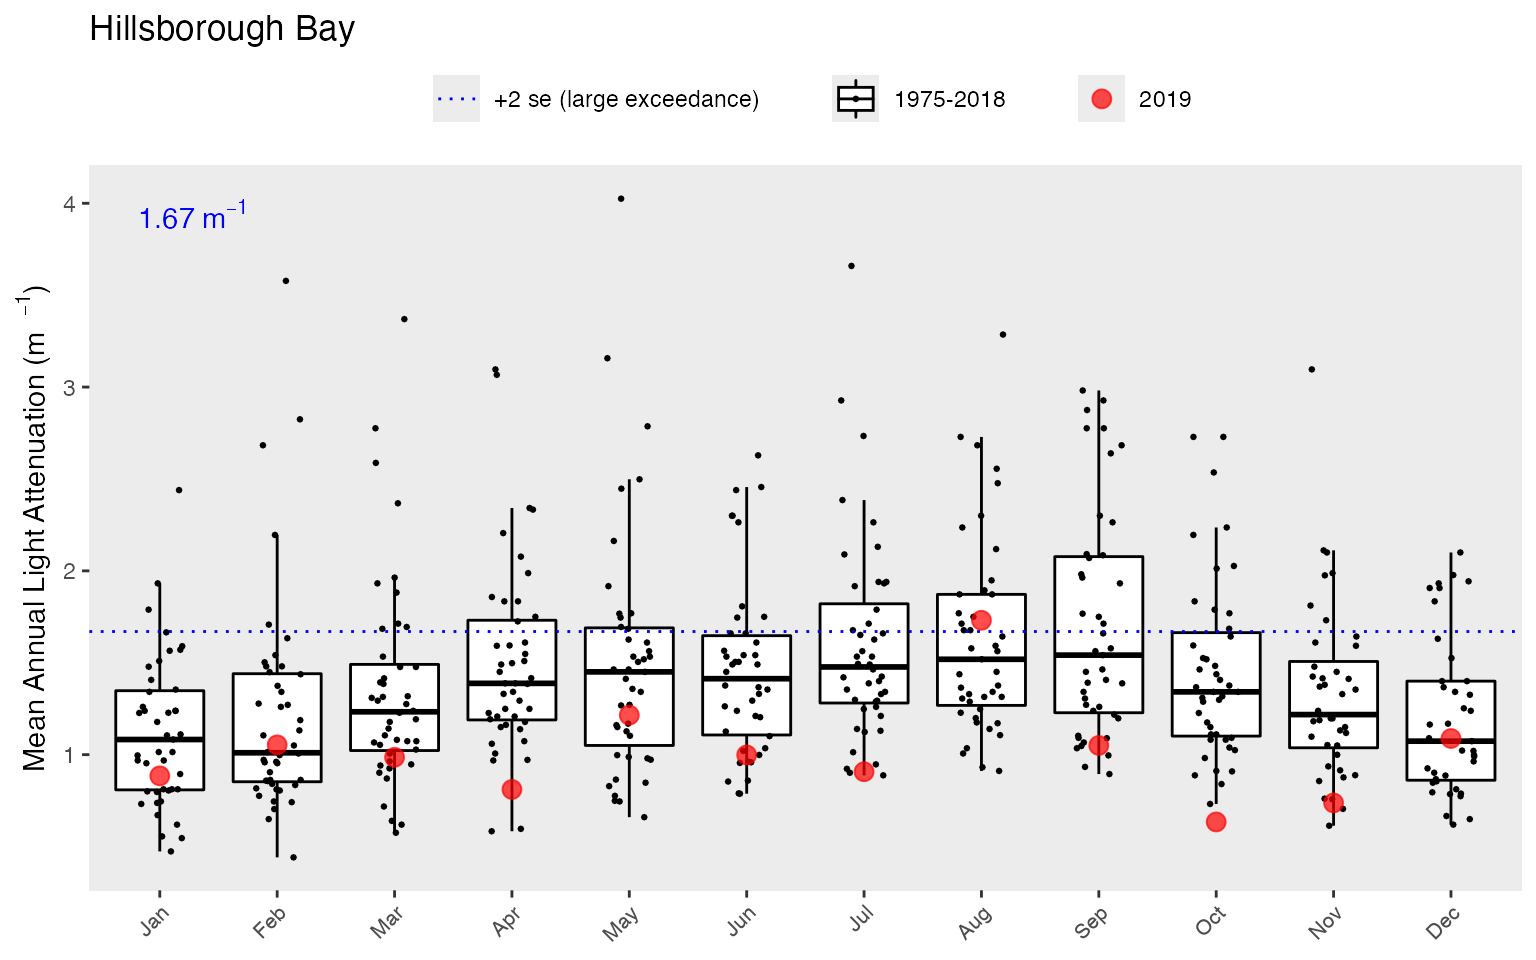 Hillsborough Bay
+2 se (large exceedance) 1975-2018 2019
1.67 m⁻¹
Mean Annual Light Attenuation (m ⁻¹)
4
3
2
1
Jan Feb Mar Apr May Jun Jul Aug Sep Oct Nov Dec